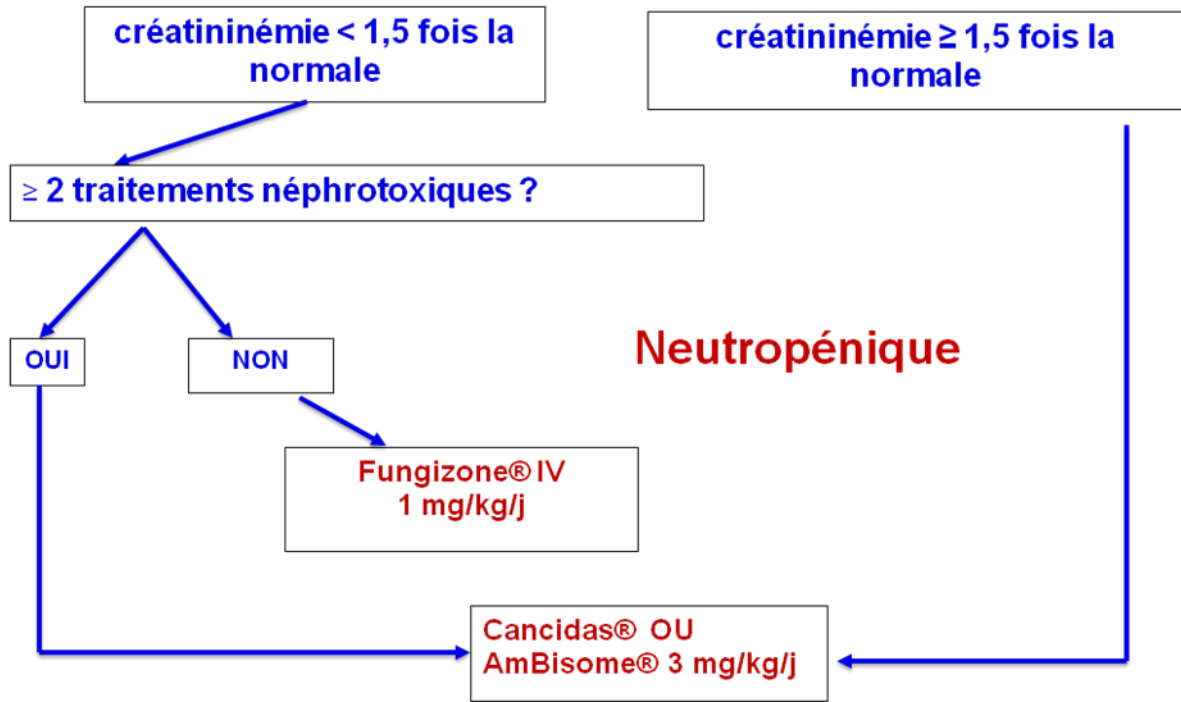 créatininémie < 1,5 fois la
normale
créatininémie ≥ 1,5 fois la
normale
≥ 2 traitements néphrotoxiques ?
OUI
NON
Neutropénique
Fungizone® IV
1 mg/kg/j
Cancidas® OU
AmBisome® 3 mg/kg/j